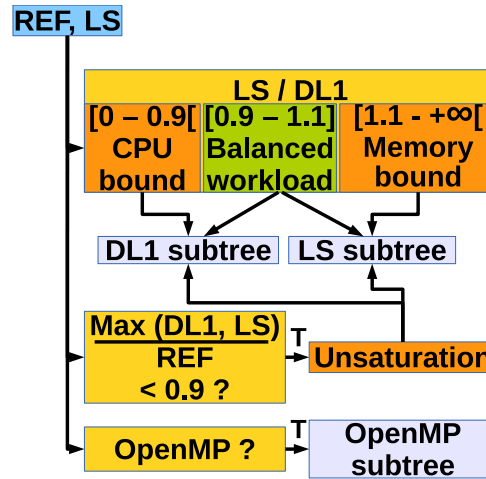 REF, LS
LS / DL1
[0 – 0.9[
CPU
bound
[0.9 – 1.1]
Balanced
workload
[1.1 - +∞[
Memory
bound
DL1 subtree
LS subtree
Max (DL1, LS)
REF
< 0.9 ?
T
Unsaturation
OpenMP ?
T
OpenMP
subtree